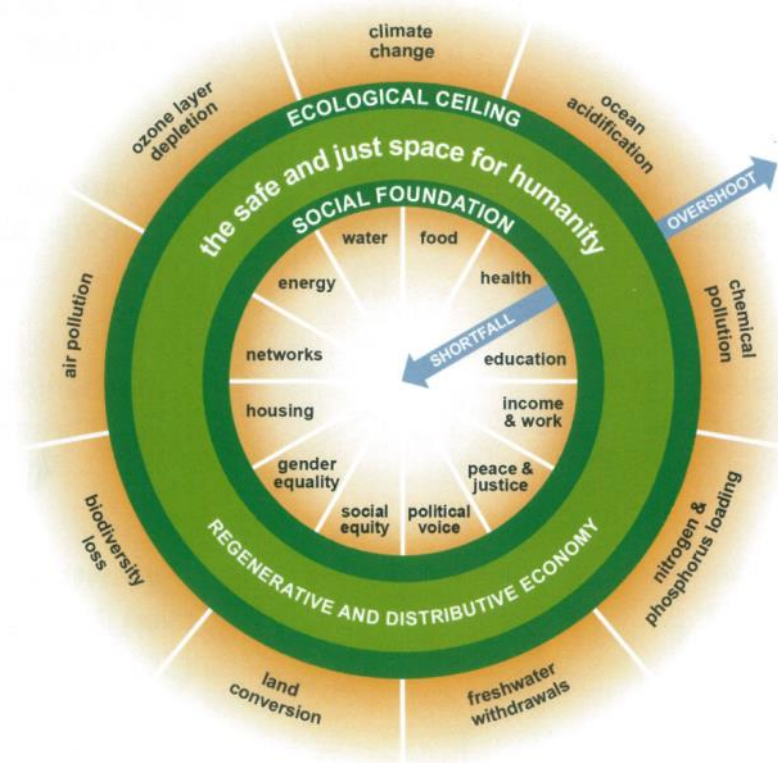 climate
change
ocean
acidification
chemical
pollution
nitrogen &
phosphorus loading
freshwater
withdrawals
land
conversion
biodiversity
loss
air pollution
ozone layer
depletion
ECOLOGICAL CEILING
the safe and just space for humanity
SOCIAL FOUNDATION
OVERSHOOT
SHORTFALL
water
food
health
education
income
& work
peace &
justice
political
voice
social
equity
gender
equality
housing
networks
energy
REGENERATIVE AND DISTRIBUTIVE ECONOMY